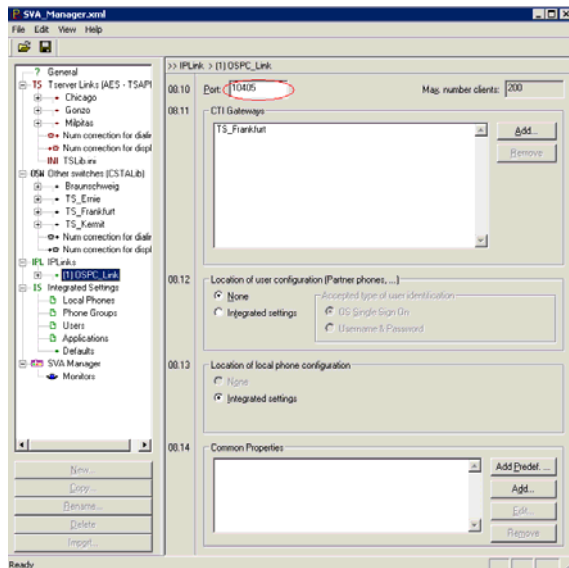 SVA_Manager.xml
File Edit View Help
>> IPLink > (1) OSPC_Link
? General
TS Tserver Links (AES - TSAPI
Chicago
Gonzo
Milpitas
Num correction for dialin
Num correction for displ
INI TSLib.ini
OSW Other switches (CSTALib)
Braunschweig
TS_Ernie
TS_Frankfurt
TS_Kermit
Num correction for dialin
Num correction for displ
IPL IPLinks
(1) OSPC_Link
IS Integrated Settings
Local Phones
Phone Groups
Users
Applications
Defaults
SVA Manager
Monitors
New...
Copy...
Rename...
Delete
Import...
08.10 Port: 10405 Max. number clients: 200
08.11 CTI Gateways
TS_Frankfurt
Add...
Remove
00.12 Location of user configuration (Partner phones, ...)
None
Integrated settings
Accepted type of user identification
OS Single Sign On
Username & Password
00.13 Location of local phone configuration
None
Integrated settings
00.14 Common Properties
Add Predef. ...
Add...
Edit...
Remove
Ready